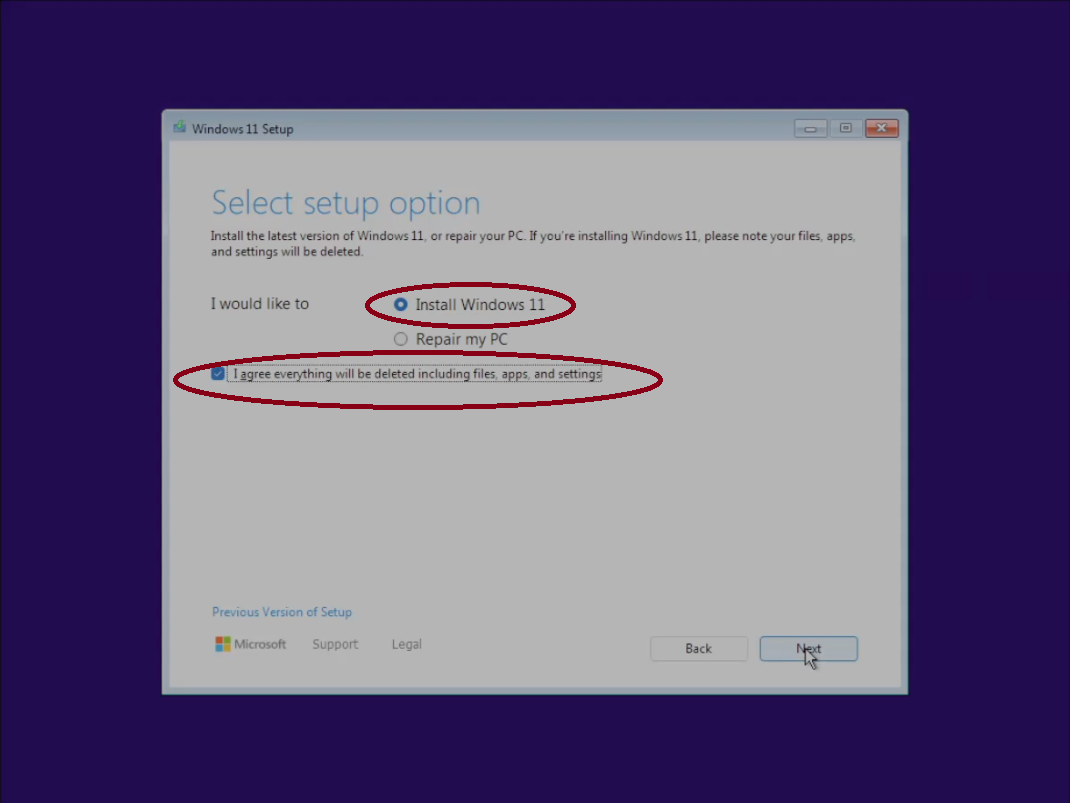 Windows 11 Setup
Select setup option
Install the latest version of Windows 11, or repair your PC. If you're installing Windows 11, please note your files, apps,
and settings will be deleted.
I would like to
Install Windows 11
Repair my PC
I agree everything will be deleted including files, apps, and settings
Previous Version of Setup
Microsoft Support Legal
Back Next